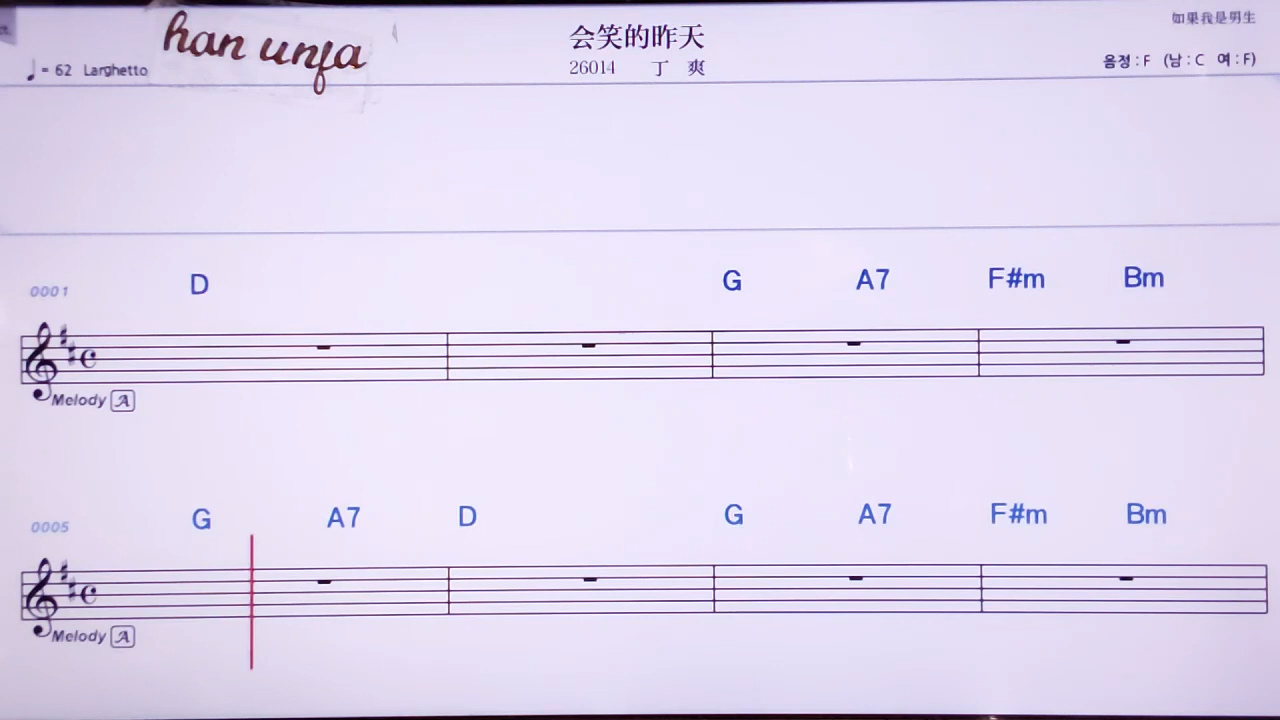 han unfa
会笑的昨天
如果我是男生
♩= 62 Larghetto
26014 丁 爽
음정 : F (남 : C 여 : F)
0001 D G A7 F#m Bm
Melody A
0005 G A7 D G A7 F#m Bm
Melody A